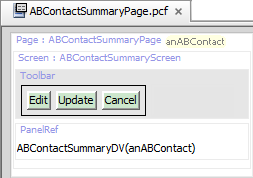 ABContactSummaryPage.pcf
Page : ABContactSummaryPage anABContact
Screen : ABContactSummaryScreen
Toolbar
Edit Update Cancel
PanelRef
ABContactSummaryDV(anABContact)